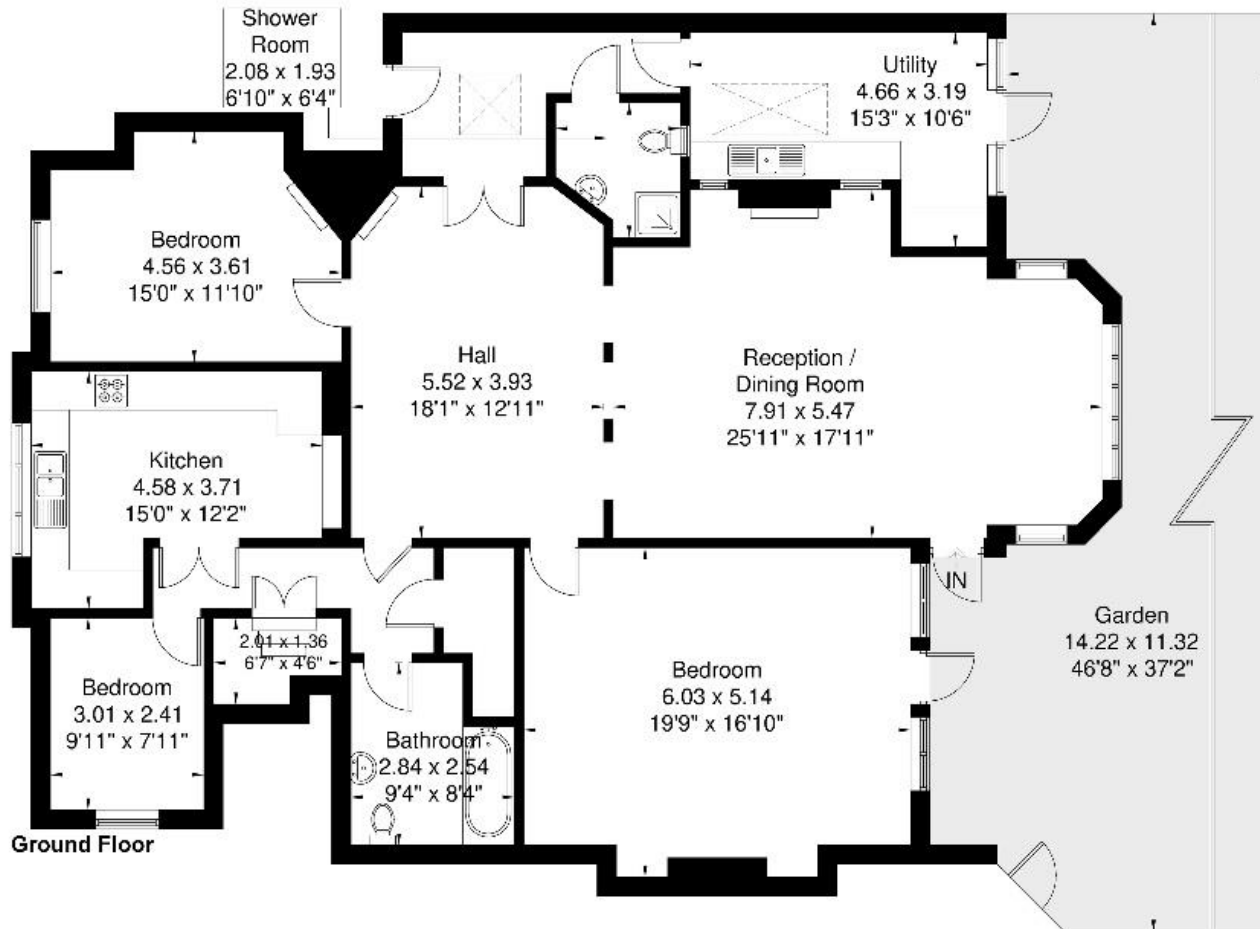 Shower
Room
2.08 x 1.93
6'10" x 6'4"
Utility
4.66 x 3.19
15'3" x 10'6"
Bedroom
4.56 x 3.61
15'0" x 11'10"
Hall
5.52 x 3.93
18'1" x 12'11"
Reception /
Dining Room
7.91 x 5.47
25'11" x 17'11"
Kitchen
4.58 x 3.71
15'0" x 12'2"
IN
Garden
14.22 x 11.32
46'8" x 37'2"
2.01 x 1.36
6'7" x 4'6"
Bedroom
3.01 x 2.41
9'11" x 7'11"
Bedroom
6.03 x 5.14
19'9" x 16'10"
Bathroom
2.84 x 2.54
9'4" x 8'4"
Ground Floor